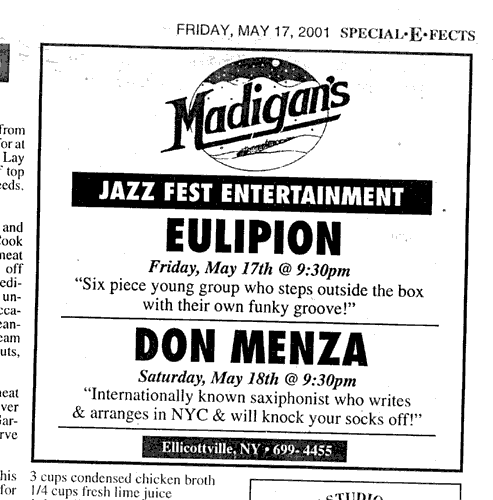 FRIDAY, MAY 17, 2001 SPECIAL•E•FECTS
Madigan's
JAZZ FEST ENTERTAINMENT
EULIPION
Friday, May 17th @ 9:30pm
"Six piece young group who steps outside the box
with their own funky groove!"
DON MENZA
Saturday, May 18th @ 9:30pm
"Internationally known saxiphonist who writes
& arranges in NYC & will knock your socks off!"
Ellicottville, NY • 699-4455
from
for at
Lay
top
eeds.
and
Cook
meat
off
edi-
un-
cca-
ean-
eam
uts,
neat
ver
Gar-
rve
his
for
3 cups condensed chicken broth
1/4 cups fresh lime juice
STUDIO